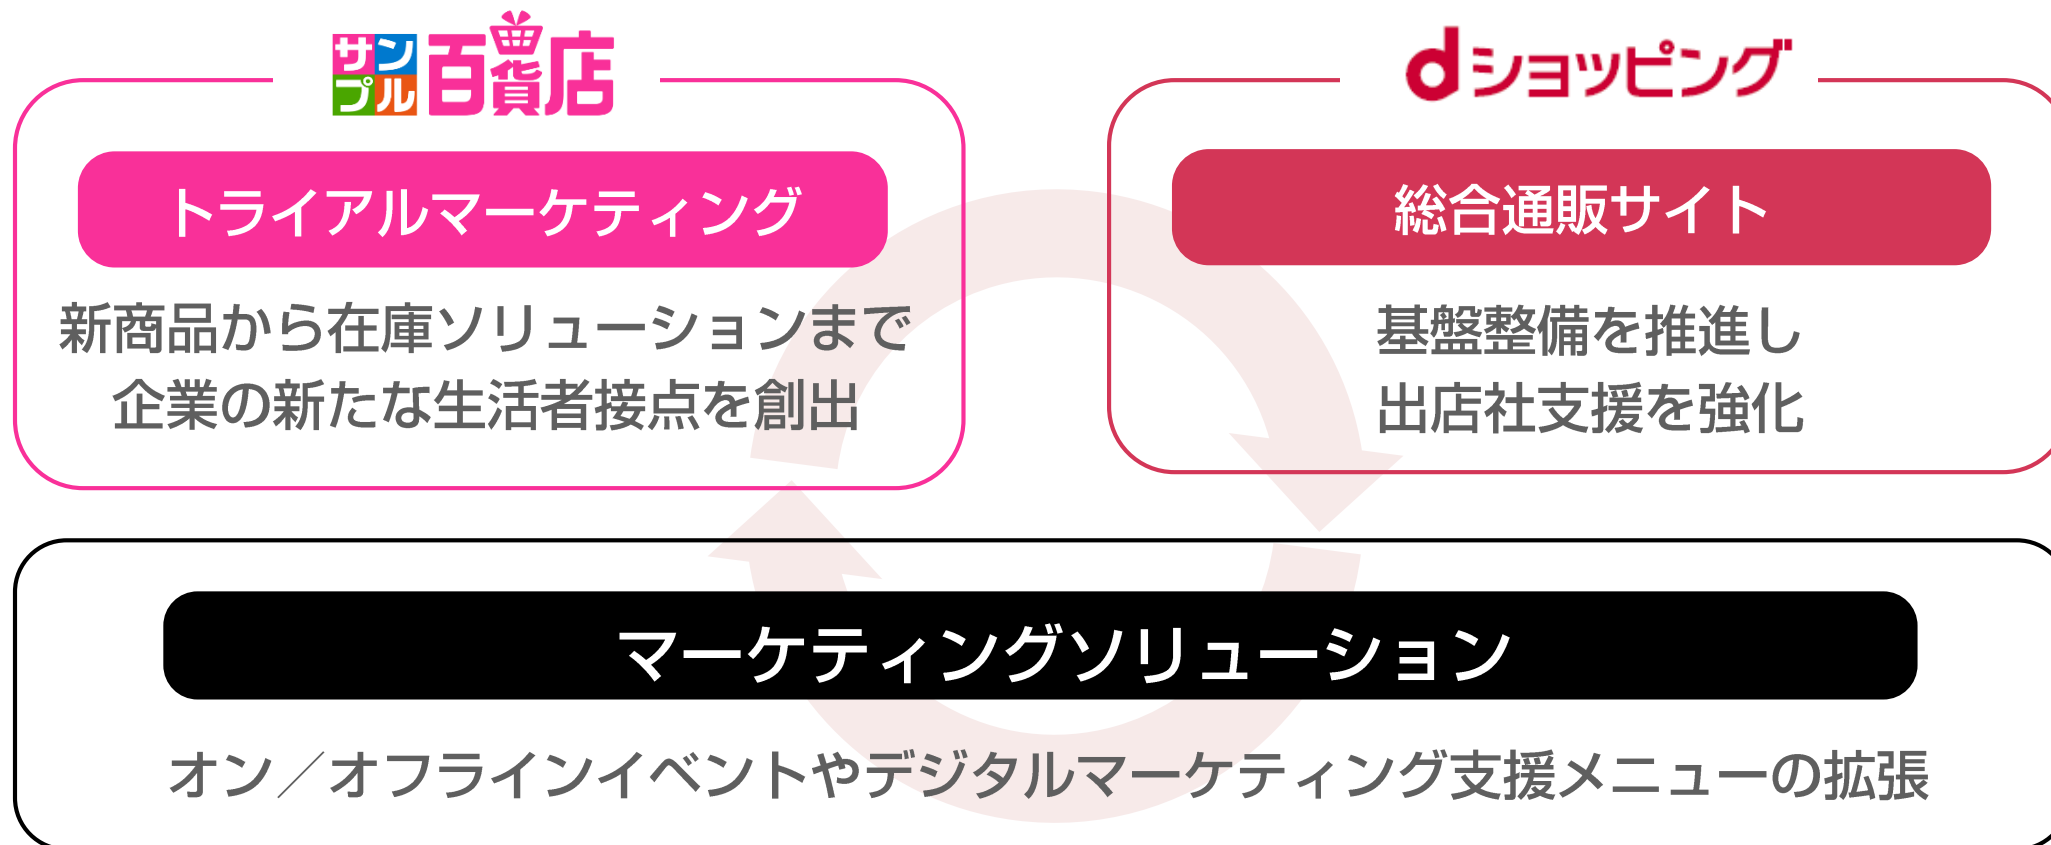 サンプル百貨店
トライアルマーケティング
新商品から在庫ソリューションまで
企業の新たな生活者接点を創出
dショッピング
総合通販サイト
基盤整備を推進し
出店社支援を強化
マーケティングソリューション
オン／オフラインイベントやデジタルマーケティング支援メニューの拡張